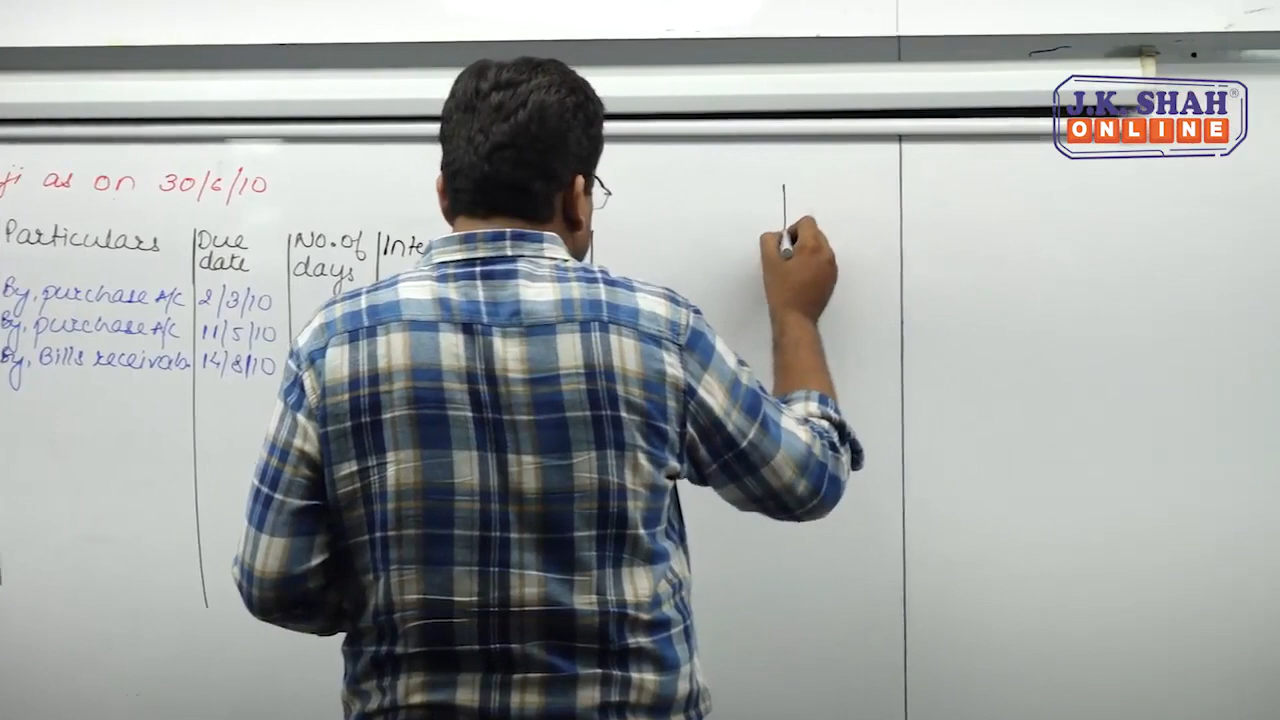 ji as on 30/6/10
Particulars Due date No. of days Inte
By, purchase A/c 2/3/10
By, purchase A/c 11/5/10
By, Bills receivab 14/8/10
J.K. SHAH®
ONLINE